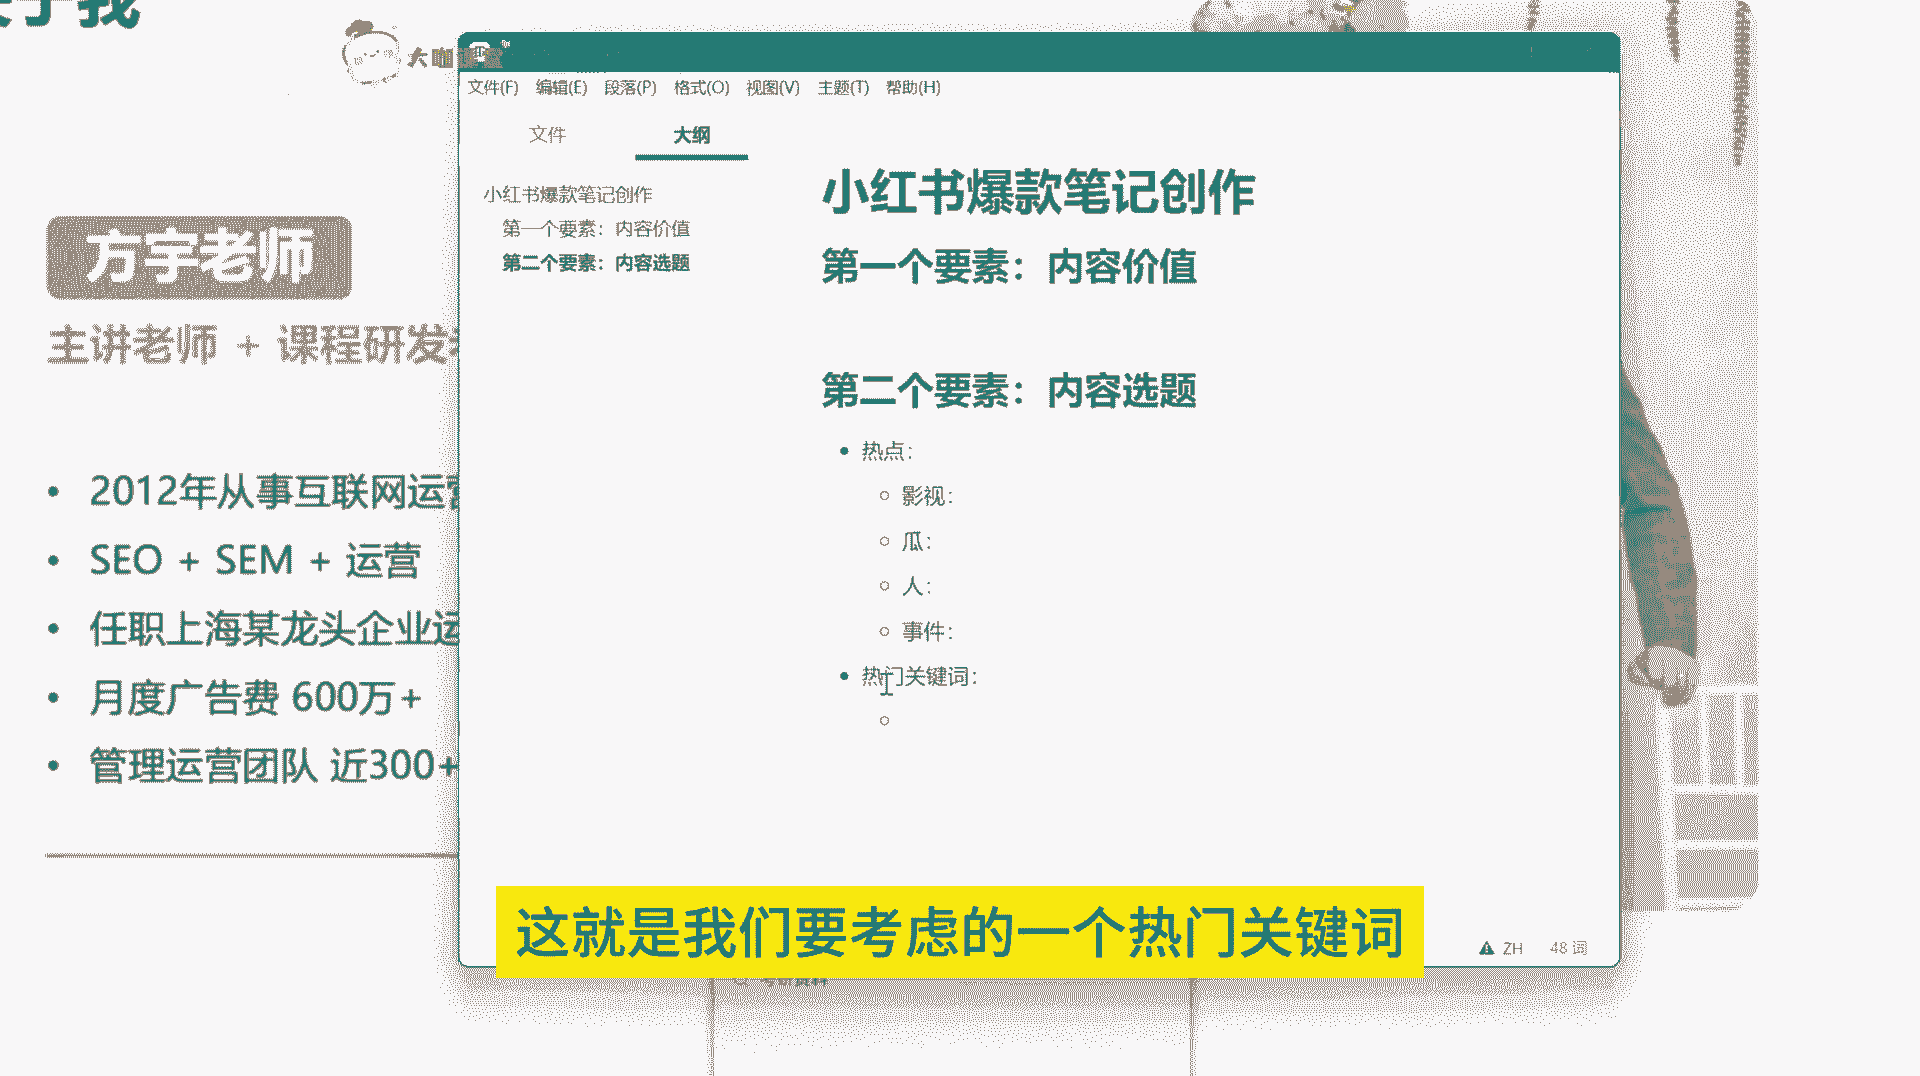 于我
大咖课堂
文件(F) 编辑(E) 段落(P) 格式(O) 视图(V) 主题(T) 帮助(H)
文件 大纲
小红书爆款笔记创作
第一个要素：内容价值
第二个要素：内容选题
小红书爆款笔记创作
第一个要素：内容价值
第二个要素：内容选题
热点：
影视：
瓜：
人：
事件：
热门关键词：
方宇老师
主讲老师 + 课程研发
2012年从事互联网运营
SEO + SEM + 运营
任职上海某龙头企业运
月度广告费 600万+
管理运营团队 近300+
这就是我们要考虑的一个热门关键词
ZH 48 词